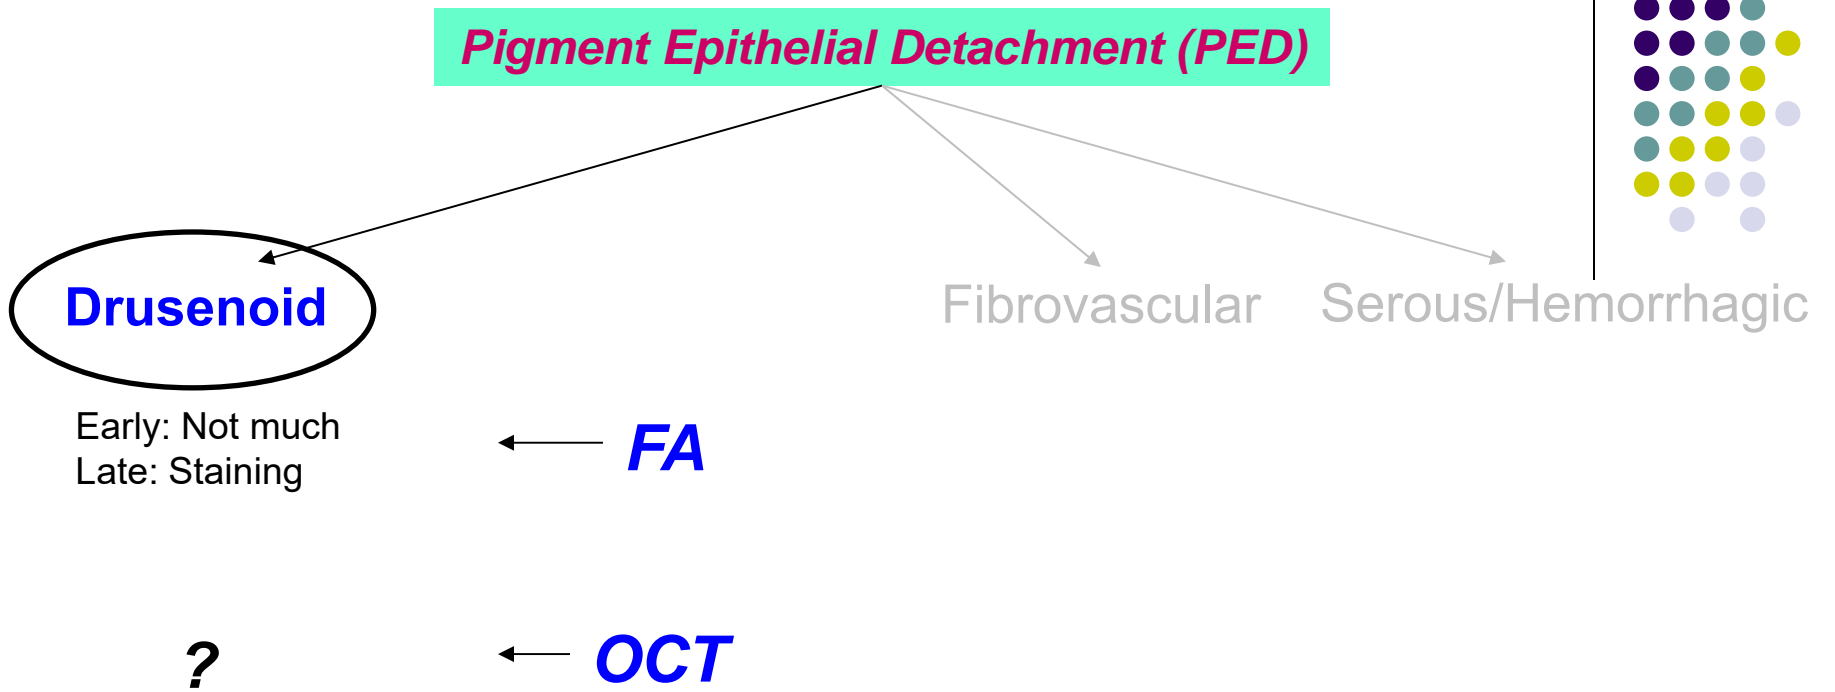 Pigment Epithelial Detachment (PED)
Drusenoid
Fibrovascular
Serous/Hemorrhagic
Early: Not much
Late: Staining
FA
?
OCT